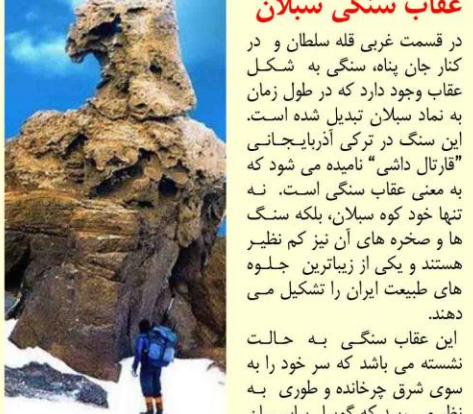 عقاب سنگی سبلان
در قسمت غربی قله سلطان و در
کنار جان پناه، سنگی به شکل
عقاب وجود دارد که در طول زمان
به نماد سبلان تبدیل شده است.
این سنگ در ترکی آذربایجانی
”قارتال داشی“ نامیده می شود که
به معنی عقاب سنگی است. نه
تنها خود کوه سبلان، بلکه سنگ
ها و صخره های آن نیز کم نظیر
هستند و یکی از زیباترین جلوه
های طبیعت ایران را تشکیل می
دهند.
این عقاب سنگی به حالت
نشسته می باشد که سر خود را به
سوی شرق چرخانده و طوری به